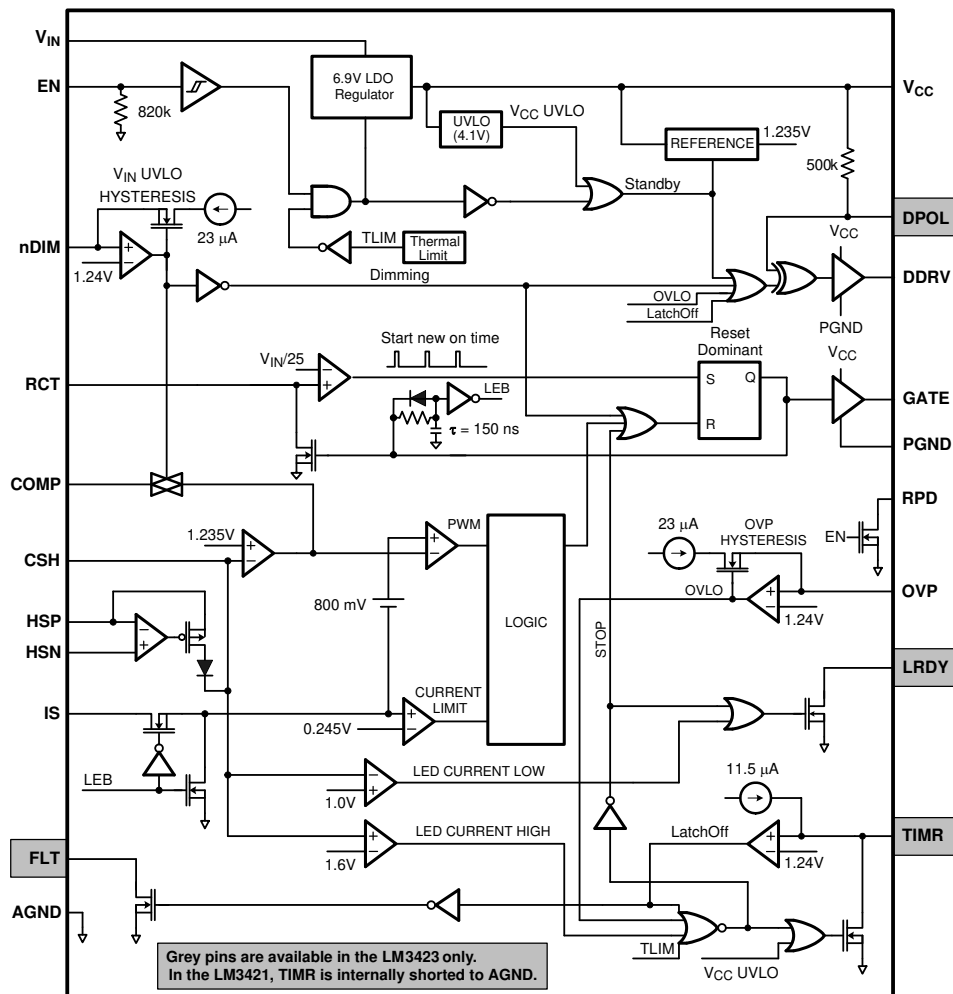 VIN
EN
820k
6.9V LDO
Regulator
UVLO
(4.1V)
VCC UVLO
REFERENCE
1.235V
VCC
500k
VIN UVLO
HYSTERESIS
23 µA
Standby
DPOL
nDIM
1.24V
TLIM
Thermal
Limit
Dimming
OVLO
LatchOff
VCC
DDRV
PGND
Start new on time
VIN/25
RCT
LEB
τ = 150 ns
Reset
Dominant
S
Q
R
VCC
GATE
PGND
COMP
1.235V
PWM
CSH
23 µA
OVP
HYSTERESIS
EN
RPD
HSP
HSN
800 mV
LOGIC
STOP
OVLO
1.24V
OVP
LRDY
IS
0.245V
CURRENT
LIMIT
LEB
1.0V
LED CURRENT LOW
11.5 µA
1.6V
LED CURRENT HIGH
LatchOff
1.24V
TIMR
FLT
AGND
TLIM
VCC UVLO
Grey pins are available in the LM3423 only.
In the LM3421, TIMR is internally shorted to AGND.